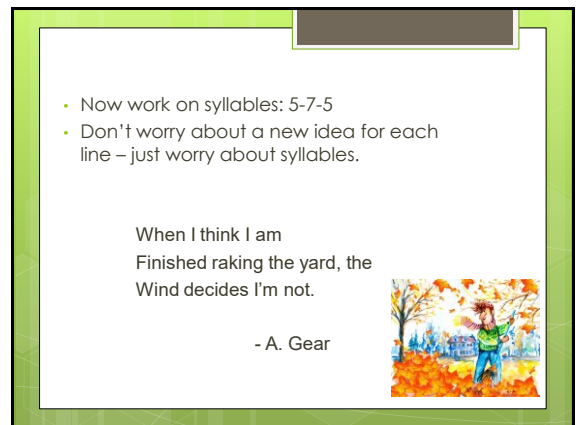 • Now work on syllables: 5-7-5
• Don’t worry about a new idea for each
line – just worry about syllables.
When I think I am
Finished raking the yard, the
Wind decides I’m not.
- A. Gear